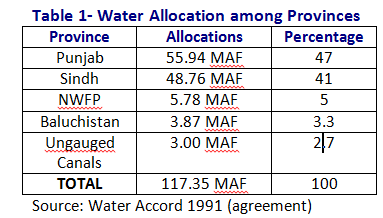 Table 1- Water Allocation among Provinces
Province Allocations Percentage
Punjab 55.94 MAF 47
Sindh 48.76 MAF 41
NWFP 5.78 MAF 5
Baluchistan 3.87 MAF 3.3
Ungauged 3.00 MAF 2.7
Canals
TOTAL 117.35 MAF 100
Source: Water Accord 1991 (agreement)